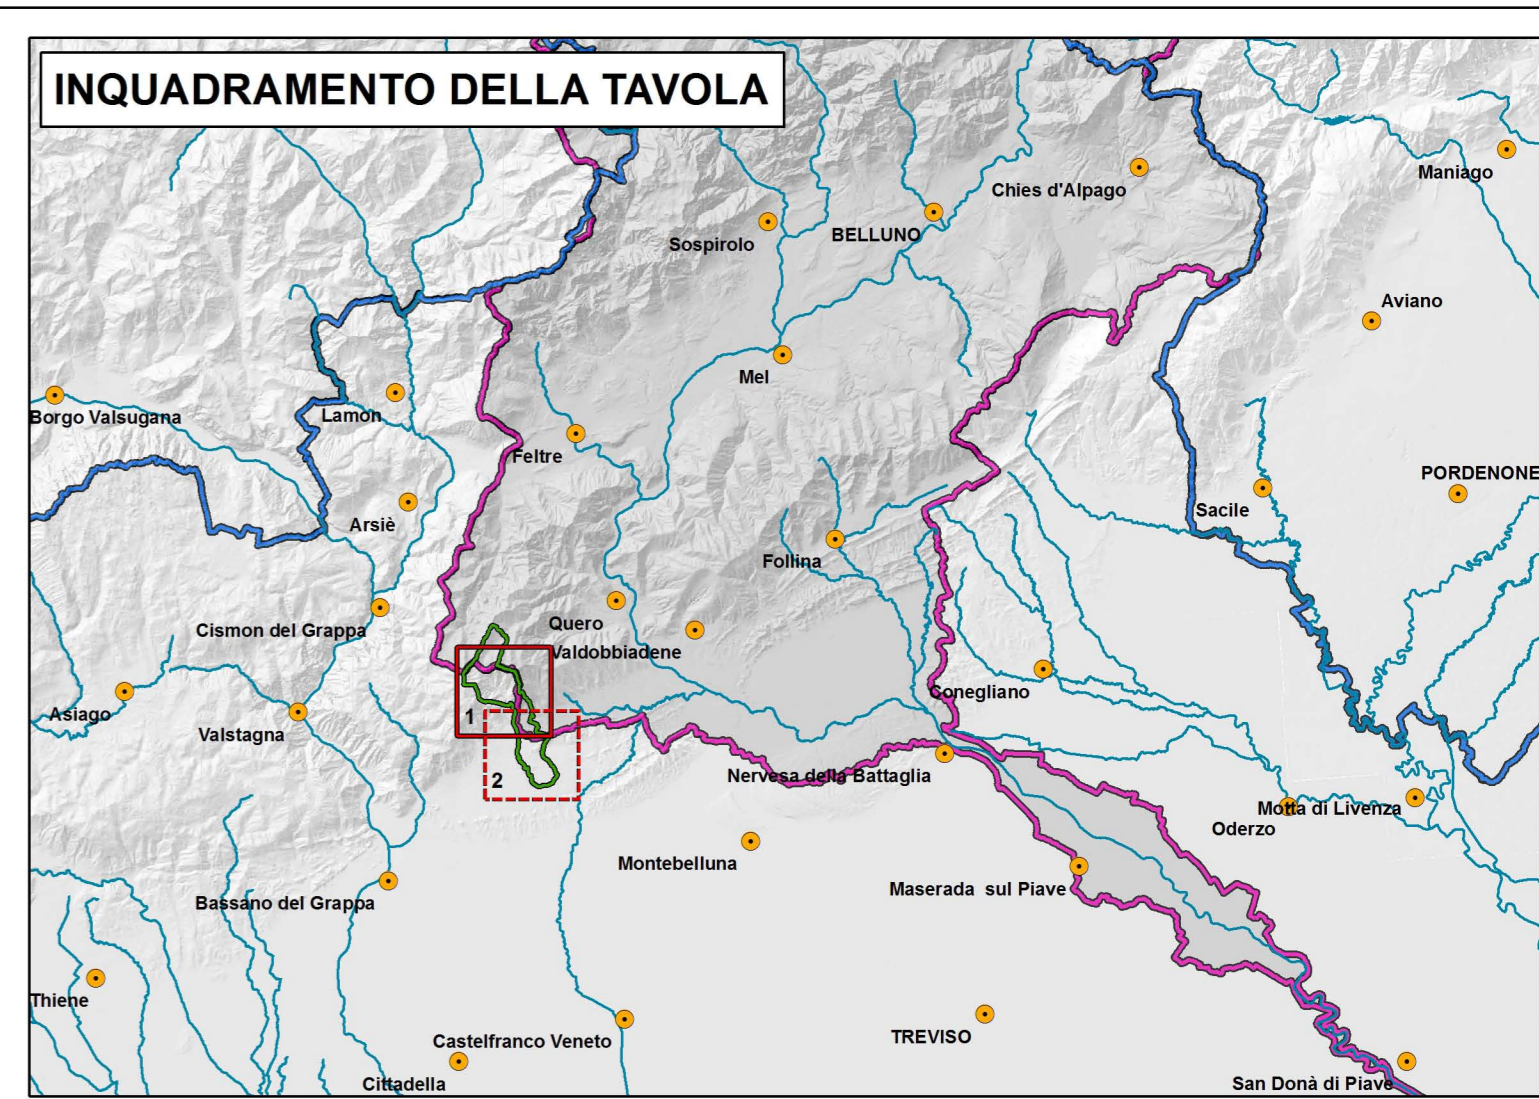 INQUADRAMENTO DELLA TAVOLA
Maniago
Chies d'Alpago
BELLUNO
Sospirolo
Aviano
Mel
Borgo Valsugana
Lamon
Feltre
PORDENONE
Sacile
Arsiè
Follina
Quero
Cismon del Grappa
Valdobbiadene
Conegliano
Asiago
1
Valstagna
2
Nervesa della Battaglia
Motta di Livenza
Oderzo
Montebelluna
Maserada sul Piave
Bassano del Grappa
Thiene
TREVISO
Castelfranco Veneto
Cittadella
San Donà di Piave